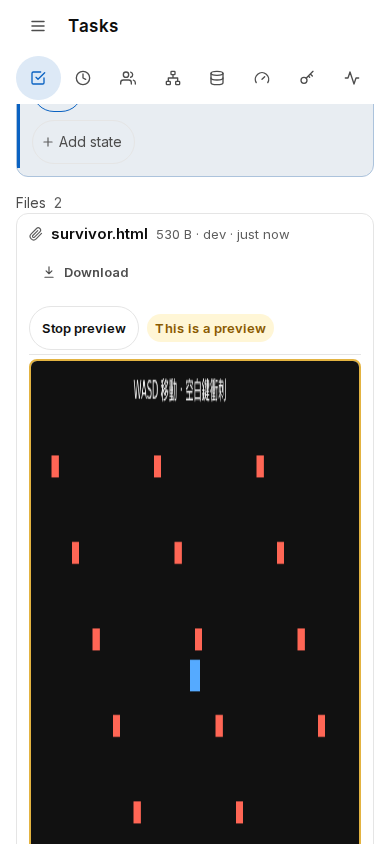 Tasks
Add state
Files 2
survivor.html 530 B · dev · just now
Download
Stop preview
This is a preview
WASD 移動 · 空白鍵衝刺